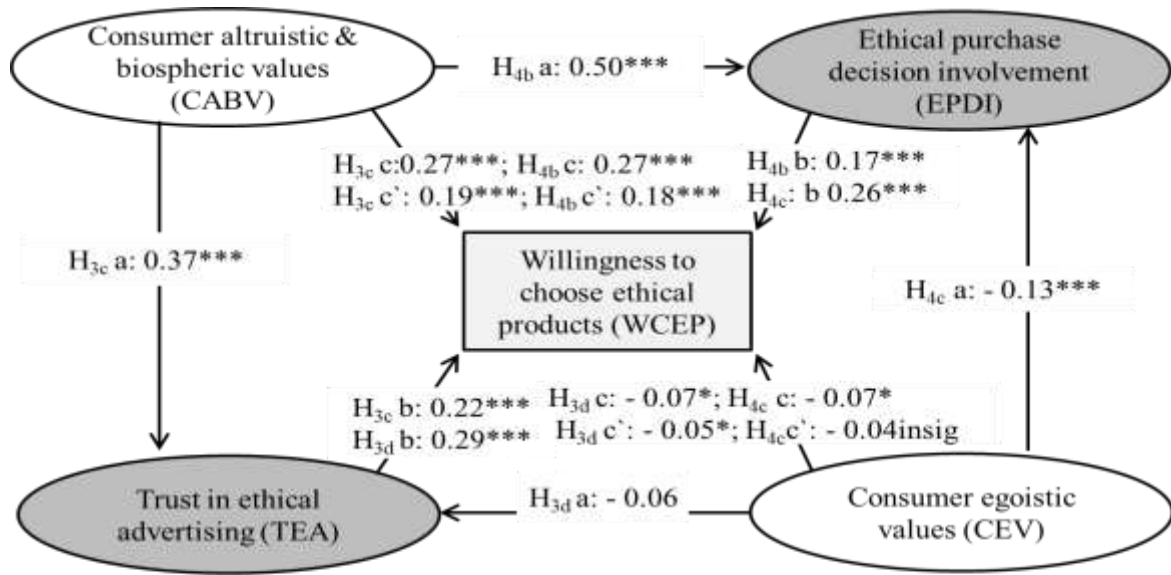 Consumer altruistic &
biospheric values
(CABV)
H4b a: 0.50***
Ethical purchase
decision involvement
(EPDI)
H3c c:0.27***; H4b c: 0.27***
H3c c`: 0.19***; H4b c`: 0.18***
H4b b: 0.17***
H4c: b 0.26***
H3c a: 0.37***
Willingness to
choose ethical
products (WCEP)
H4c a: - 0.13***
H3c b: 0.22***
H3d b: 0.29***
H3d c: - 0.07*; H4c c: - 0.07*
H3d c`: - 0.05*; H4cc`: - 0.04insig
Trust in ethical
advertising (TEA)
H3d a: - 0.06
Consumer egoistic
values (CEV)